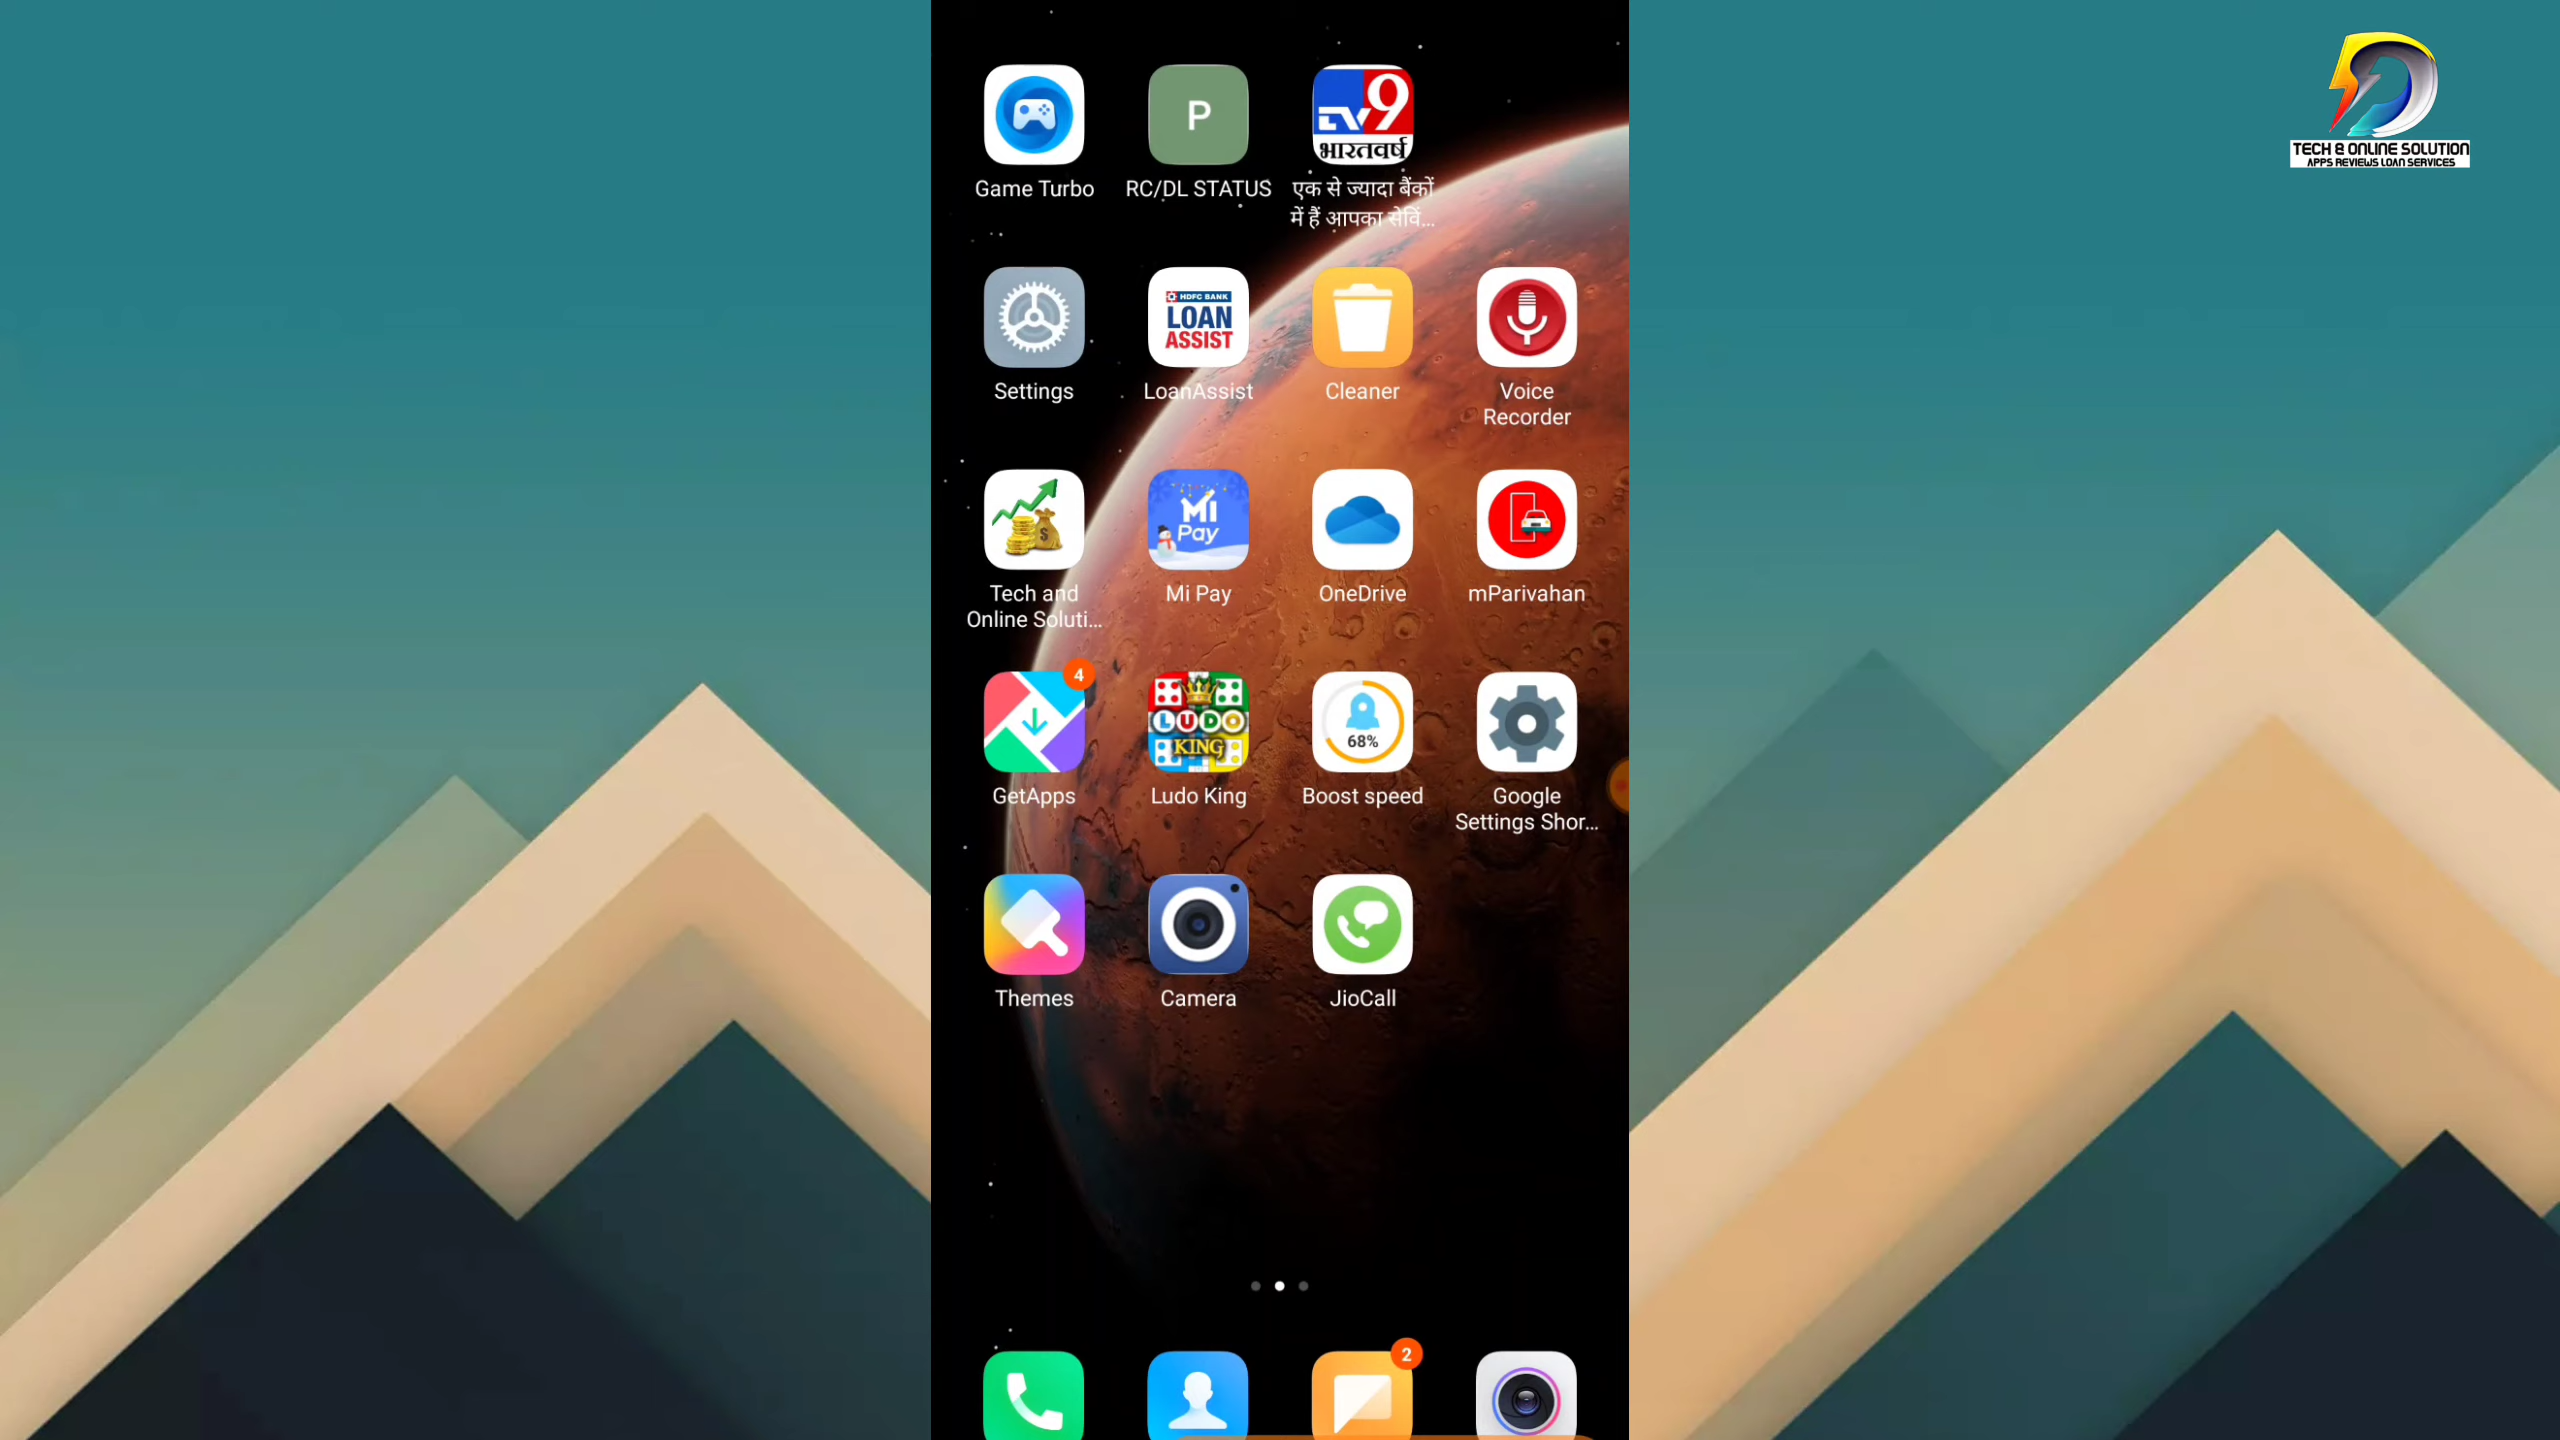 TECH & ONLINE SOLUTION
APPS REVIEWS LOAN SERVICES
P
TV9
भारतवर्ष
Game Turbo
RC/DL STATUS
एक से ज्यादा बैंकों
में हैं आपका सेविं...
HDFC BANK
LOAN
ASSIST
Settings
LoanAssist
Cleaner
Voice
Recorder
$
Mi
Pay
Tech and
Online Soluti...
Mi Pay
OneDrive
mParivahan
4
LUDO
KING
68%
GetApps
Ludo King
Boost speed
Google
Settings Shor...
Themes
Camera
JioCall
2